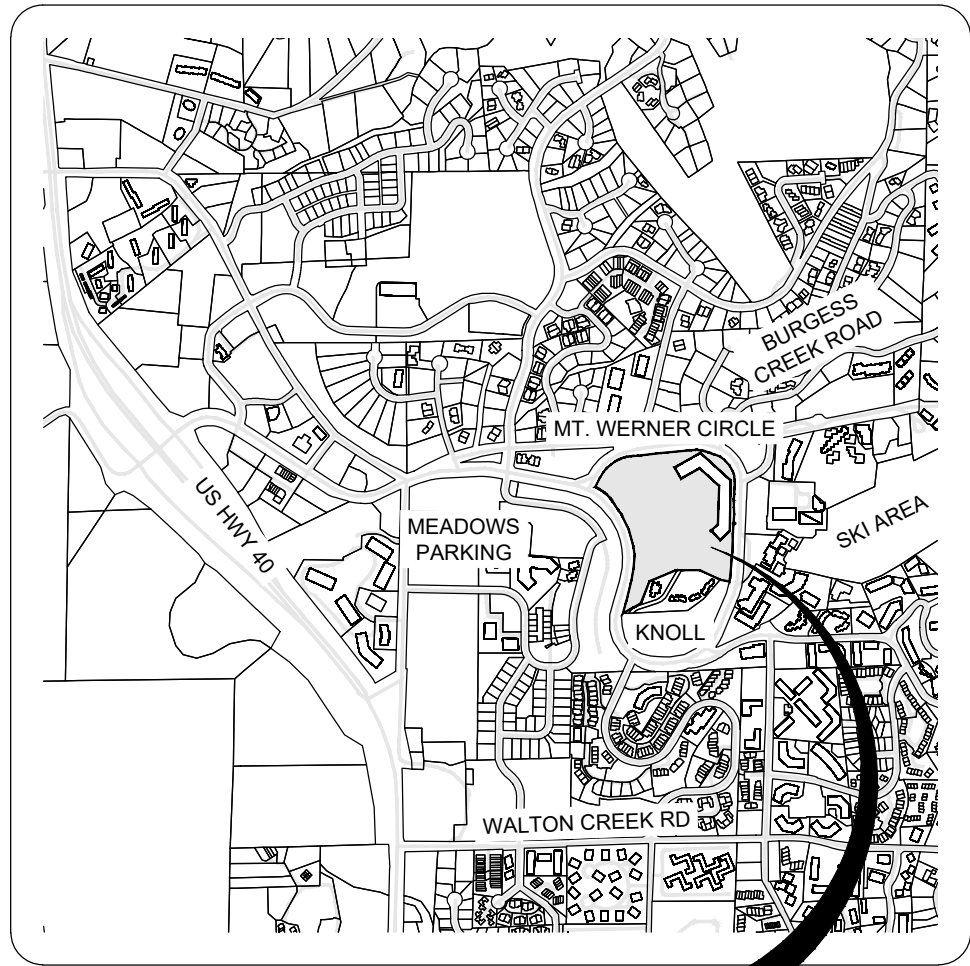 BURGESS
CREEK ROAD
MT. WERNER CIRCLE
US HWY 40
MEADOWS
PARKING
SKI AREA
KNOLL
WALTON CREEK RD